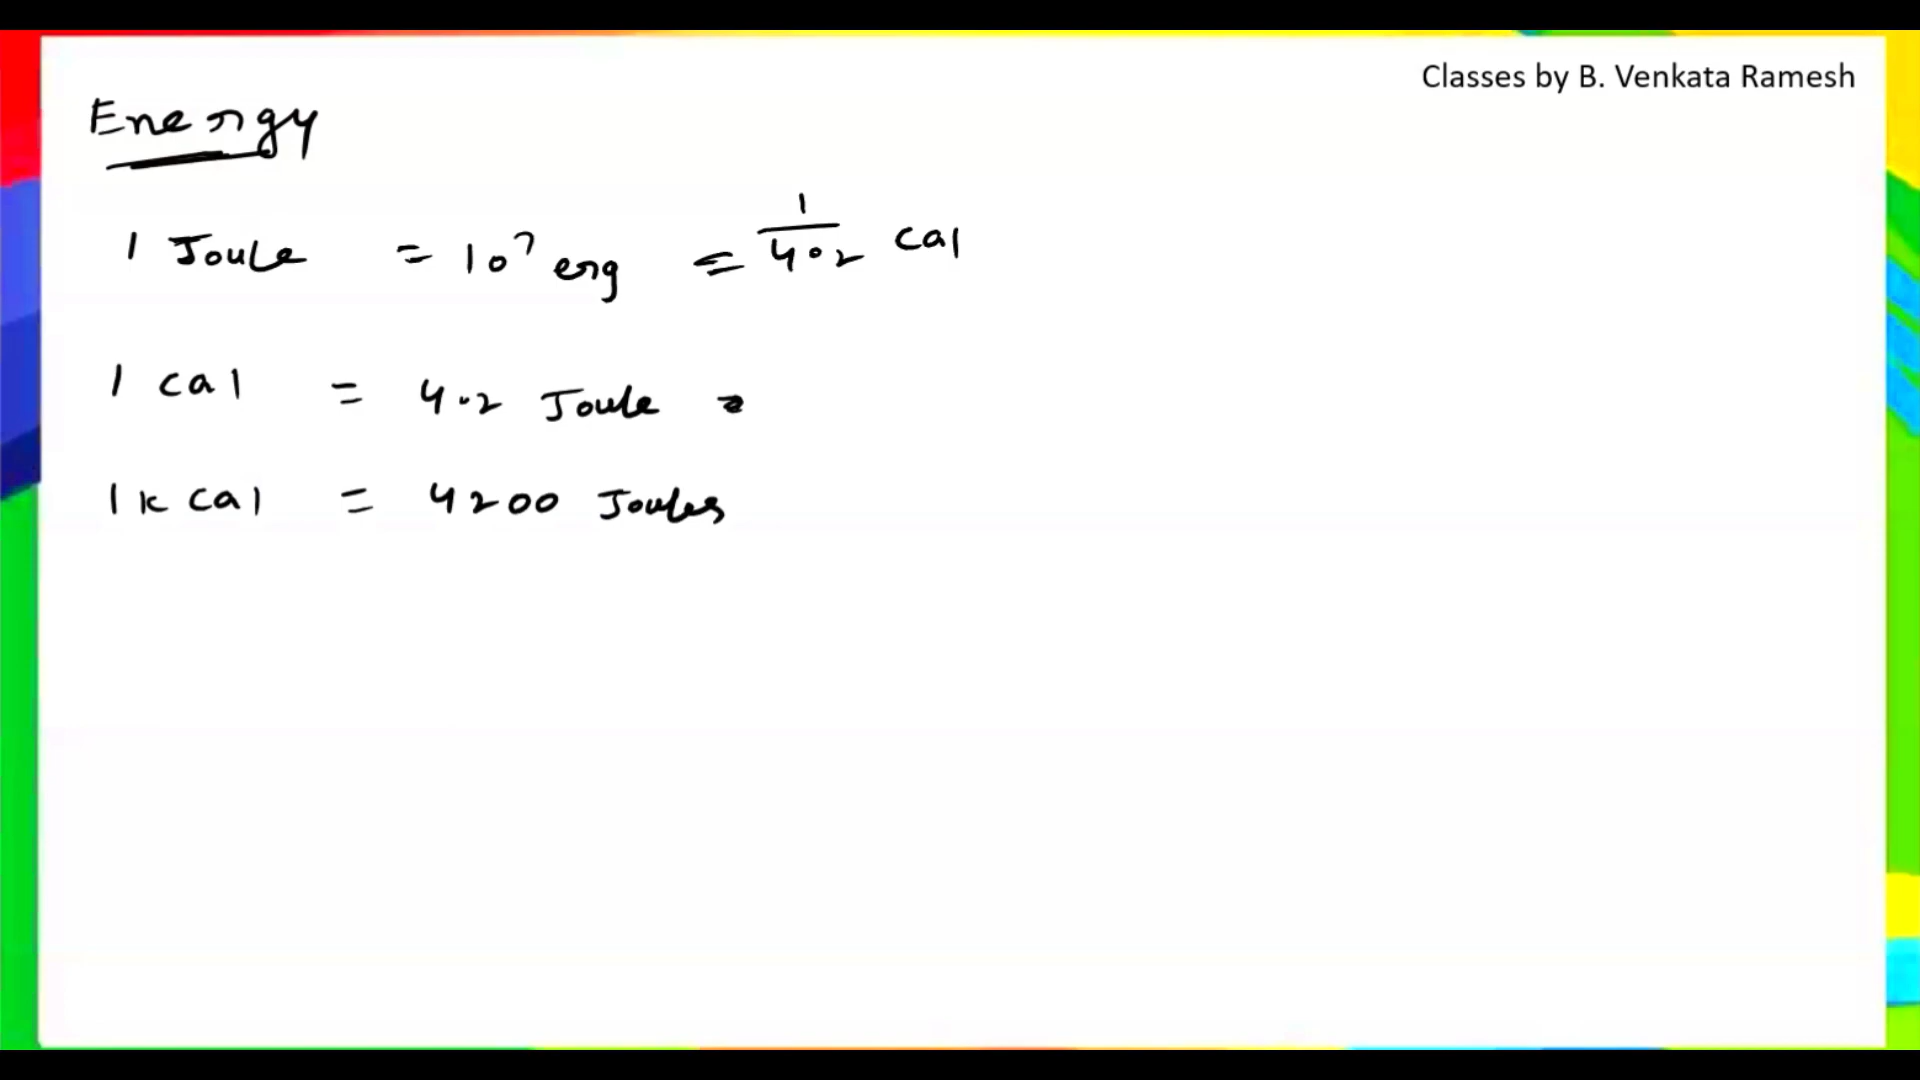 Classes by B. Venkata Ramesh
Energy
1 Joule = 10⁷ erg = 1/4.2 cal
1 cal = 4.2 Joule =
1 k cal = 4200 Joules